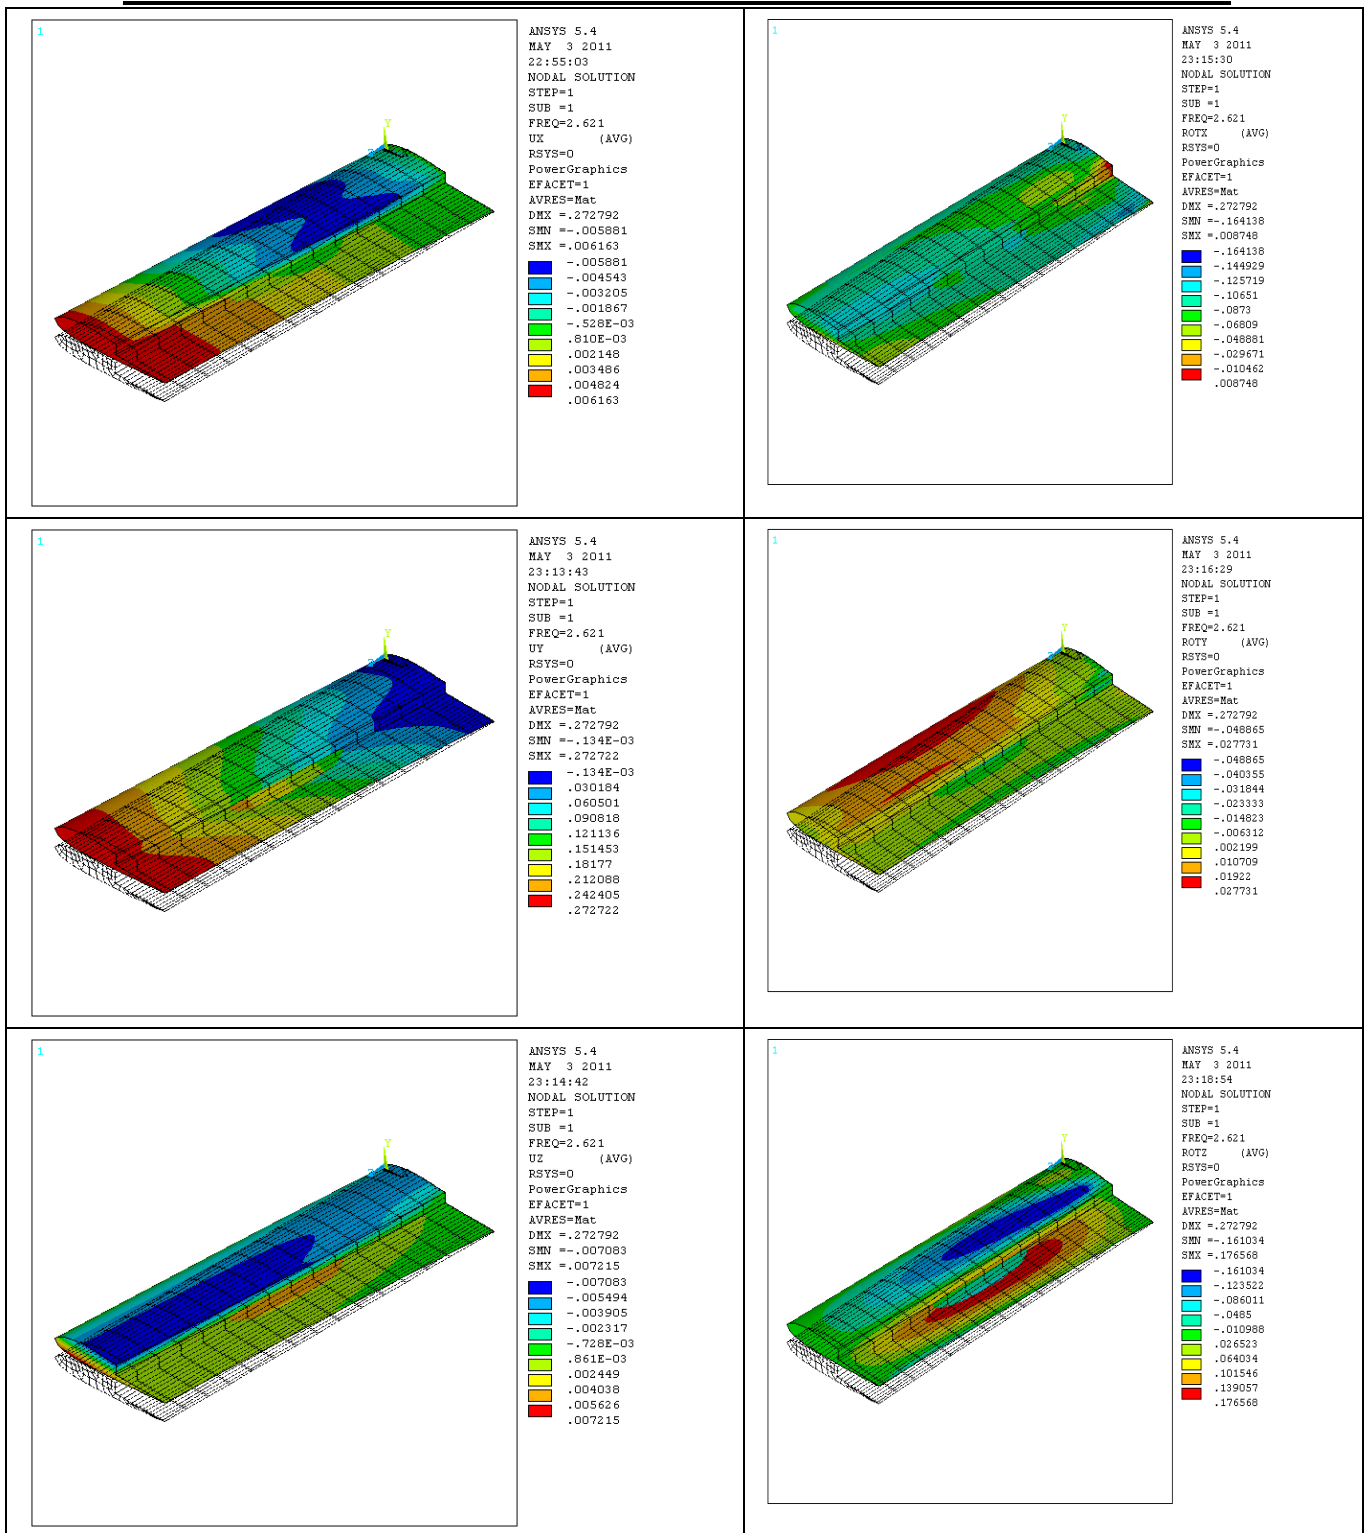 1
ANSYS 5.4
MAY 3 2011
22:55:03
NODAL SOLUTION
STEP=1
SUB =1
FREQ=2.621
UX (AVG)
RSYS=0
PowerGraphics
EFACET=1
AVRES=Mat
DMX =.272792
SMN =-.005881
SMX =.006163
-.005881
-.004543
-.003205
-.001867
-.528E-03
.810E-03
.002148
.003486
.004824
.006163
Y
Z
1
ANSYS 5.4
MAY 3 2011
23:15:30
NODAL SOLUTION
STEP=1
SUB =1
FREQ=2.621
ROTX (AVG)
RSYS=0
PowerGraphics
EFACET=1
AVRES=Mat
DMX =.272792
SMN =-.164138
SMX =.008748
-.164138
-.144929
-.125719
-.10651
-.0873
-.06809
-.048881
-.029671
-.010462
.008748
Y
Z
1
ANSYS 5.4
MAY 3 2011
23:13:43
NODAL SOLUTION
STEP=1
SUB =1
FREQ=2.621
UY (AVG)
RSYS=0
PowerGraphics
EFACET=1
AVRES=Mat
DMX =.272792
SMN =-.134E-03
SMX =.272722
-.134E-03
.030184
.060501
.090818
.121136
.151453
.18177
.212088
.242405
.272722
Y
Z
1
ANSYS 5.4
MAY 3 2011
23:16:29
NODAL SOLUTION
STEP=1
SUB =1
FREQ=2.621
ROTY (AVG)
RSYS=0
PowerGraphics
EFACET=1
AVRES=Mat
DMX =.272792
SMN =-.048865
SMX =.027731
-.048865
-.040355
-.031844
-.023333
-.014823
-.006312
.002199
.010709
.01922
.027731
Y
Z
1
ANSYS 5.4
MAY 3 2011
23:14:42
NODAL SOLUTION
STEP=1
SUB =1
FREQ=2.621
UZ (AVG)
RSYS=0
PowerGraphics
EFACET=1
AVRES=Mat
DMX =.272792
SMN =-.007083
SMX =.007215
-.007083
-.005494
-.003905
-.002317
-.728E-03
.861E-03
.002449
.004038
.005626
.007215
Y
Z
1
ANSYS 5.4
MAY 3 2011
23:18:54
NODAL SOLUTION
STEP=1
SUB =1
FREQ=2.621
ROTZ (AVG)
RSYS=0
PowerGraphics
EFACET=1
AVRES=Mat
DMX =.272792
SMN =-.161034
SMX =.176568
-.161034
-.123522
-.086011
-.0485
-.010988
.026523
.064034
.101546
.139057
.176568
Y
Z